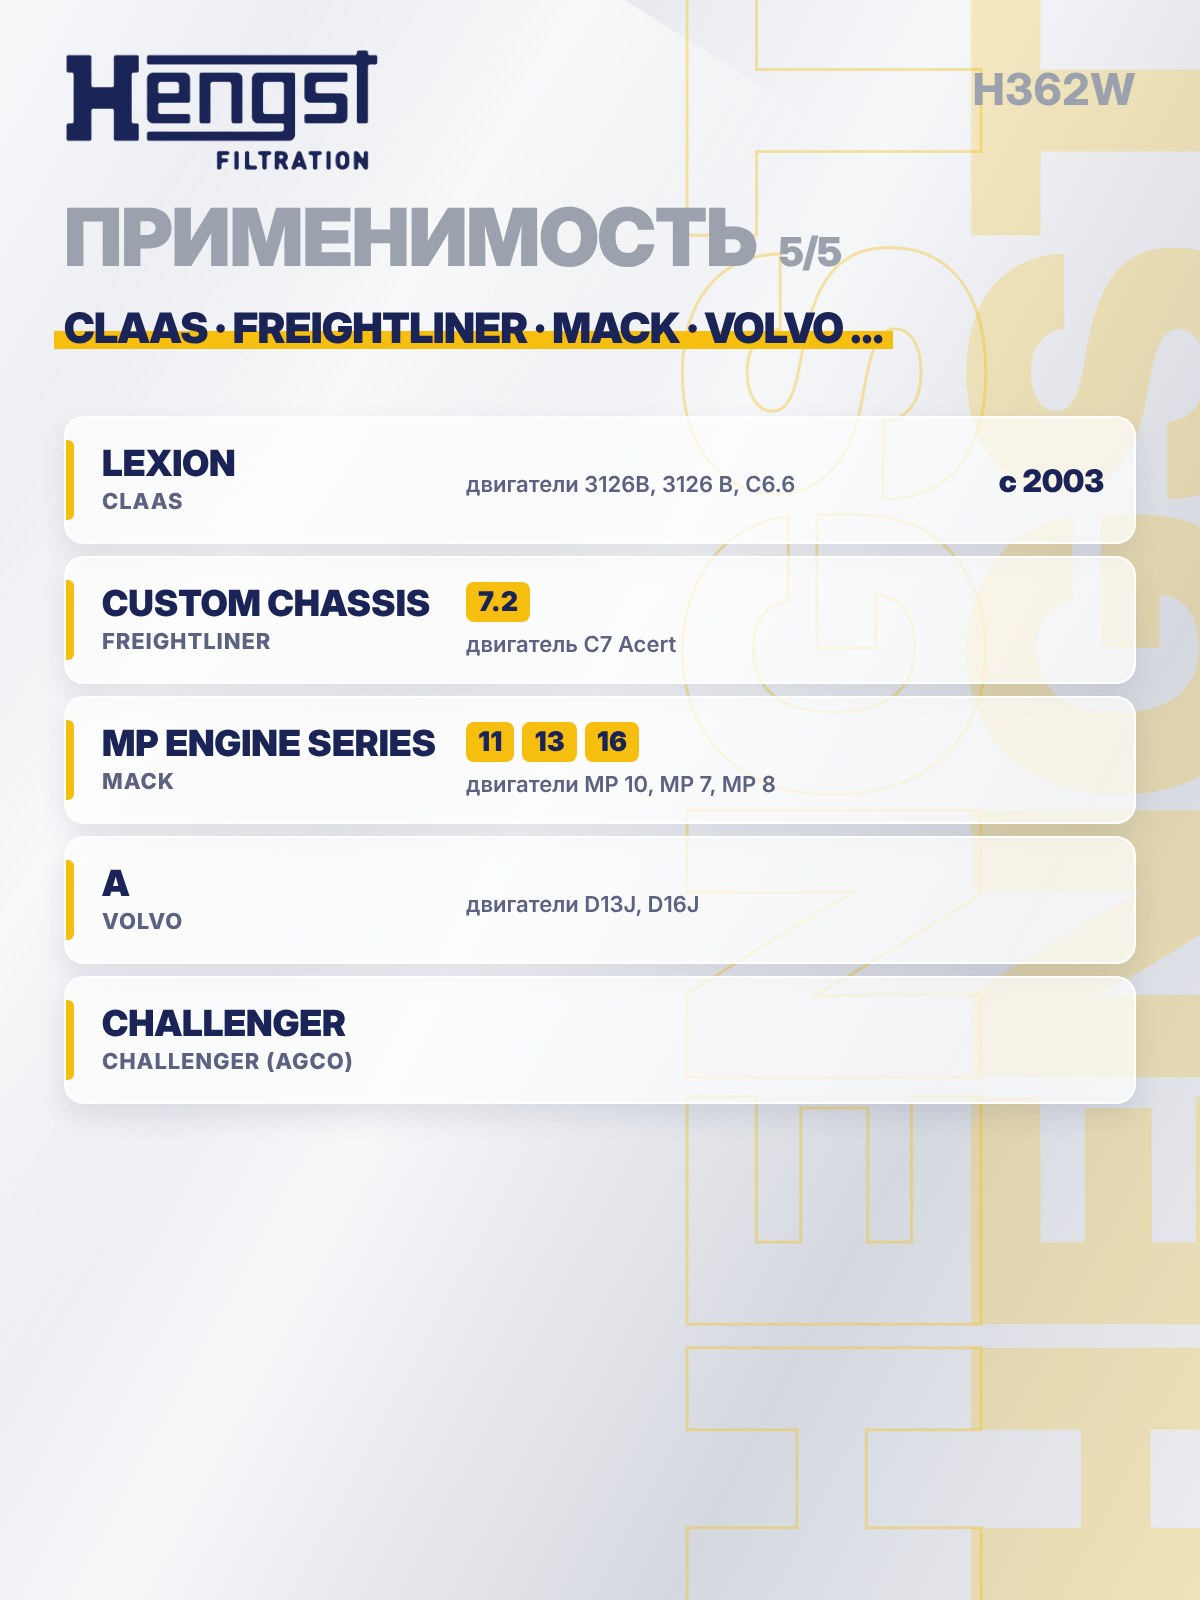 Hengst
FILTRATION
H362W
ПРИМЕНИМОСТЬ 5/5
CLAAS · FREIGHTLINER · MACK · VOLVO ...
LEXION
CLAAS
двигатели 3126B, 3126 B, C6.6
с 2003
CUSTOM CHASSIS
FREIGHTLINER
7.2
двигатель C7 Acert
MP ENGINE SERIES
MACK
11 13 16
двигатели MP 10, MP 7, MP 8
A
VOLVO
двигатели D13J, D16J
CHALLENGER
CHALLENGER (AGCO)
HENGST
HENGST